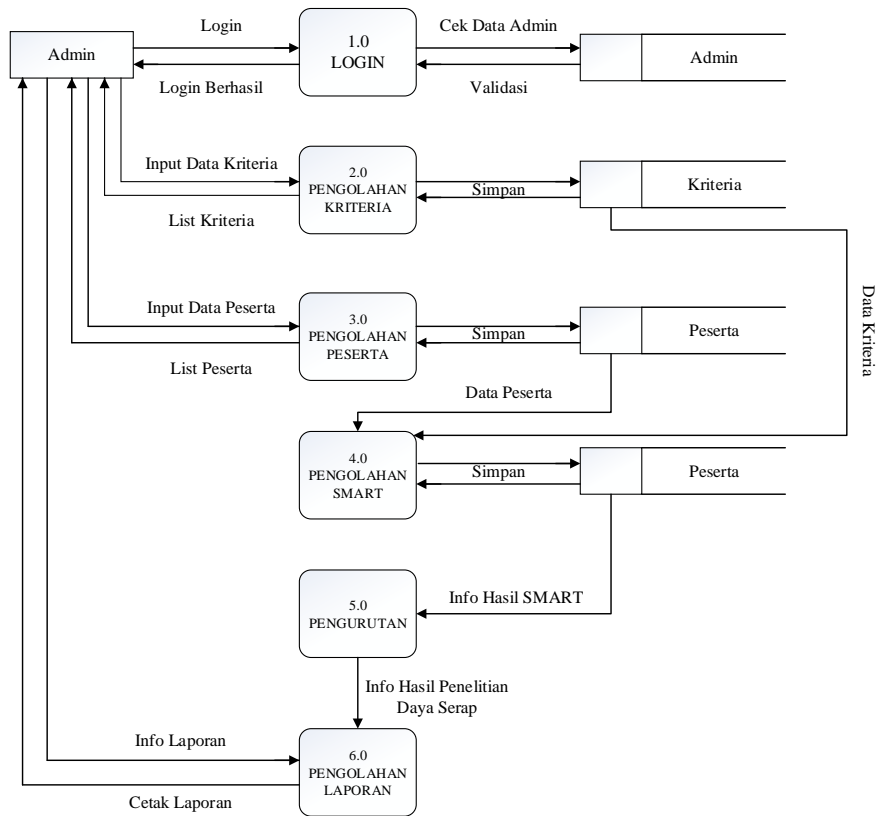 Login
Cek Data Admin
1.0
LOGIN
Admin
Admin
Login Berhasil
Validasi
Input Data Kriteria
2.0
PENGOLAHAN
KRITERIA
Simpan
Kriteria
List Kriteria
Data Kriteria
Input Data Peserta
3.0
PENGOLAHAN
PESERTA
Simpan
Peserta
List Peserta
Data Peserta
4.0
PENGOLAHAN
SMART
Simpan
Peserta
5.0
PENGURUTAN
Info Hasil SMART
Info Hasil Penelitian
Daya Serap
Info Laporan
6.0
PENGOLAHAN
LAPORAN
Cetak Laporan